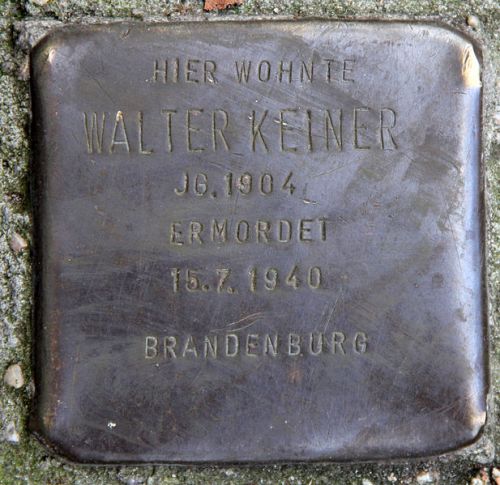 HIER WOHNTE
WALTER KEINER
JG. 1904
ERMORDET
15.7. 1940
BRANDENBURG